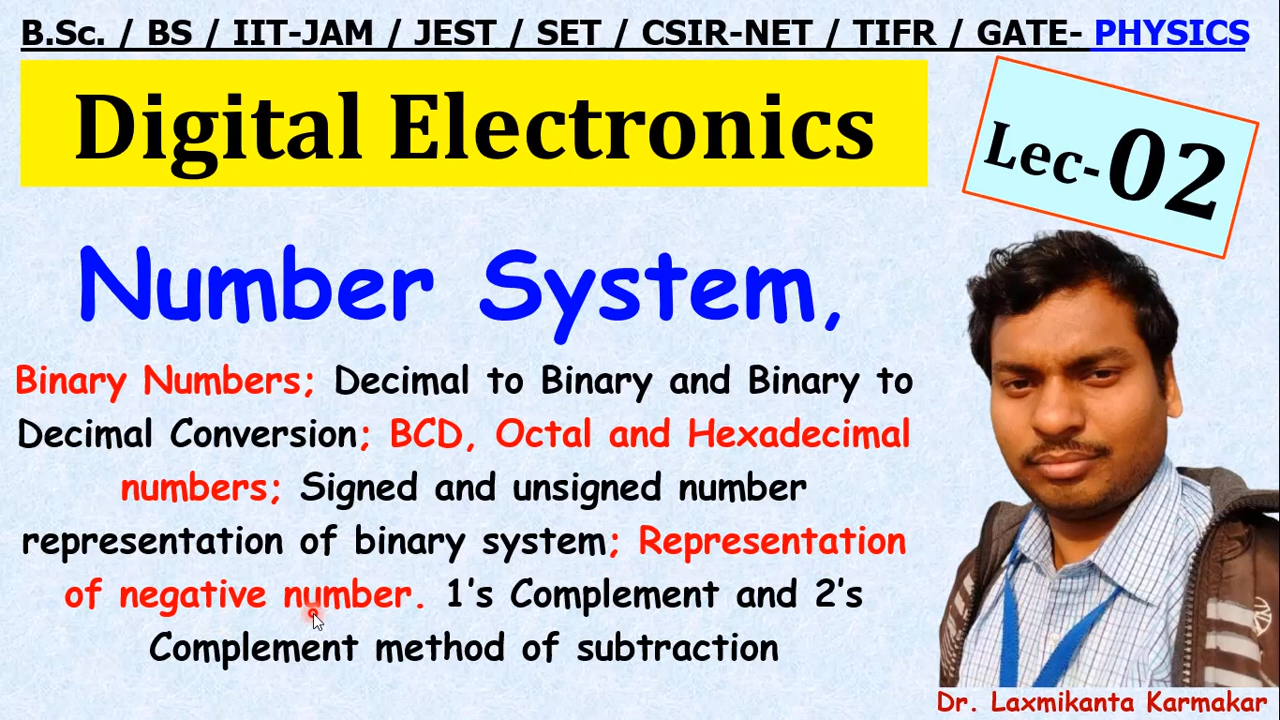 B.Sc. / BS / IIT-JAM / JEST / SET / CSIR-NET / TIFR / GATE- PHYSICS
Digital Electronics
Lec-02
Number System,
Binary Numbers; Decimal to Binary and Binary to
Decimal Conversion; BCD, Octal and Hexadecimal
numbers; Signed and unsigned number
representation of binary system; Representation
of negative number. 1’s Complement and 2’s
Complement method of subtraction
Dr. Laxmikanta Karmakar